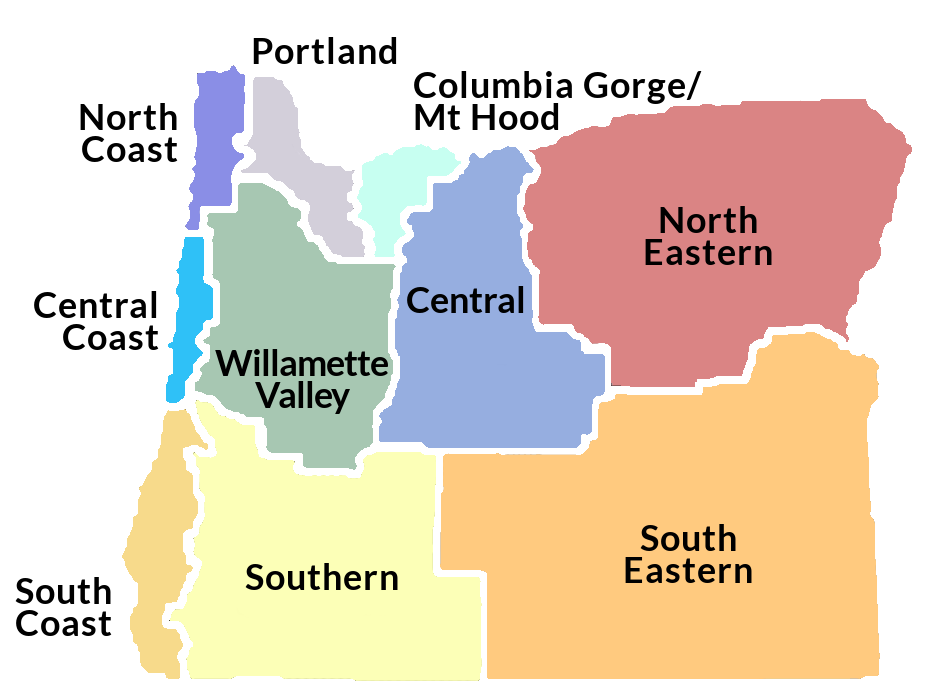 Portland
Columbia Gorge/
Mt Hood
North
Coast
North
Eastern
Central
Coast
Central
Willamette
Valley
South
Eastern
Southern
South
Coast